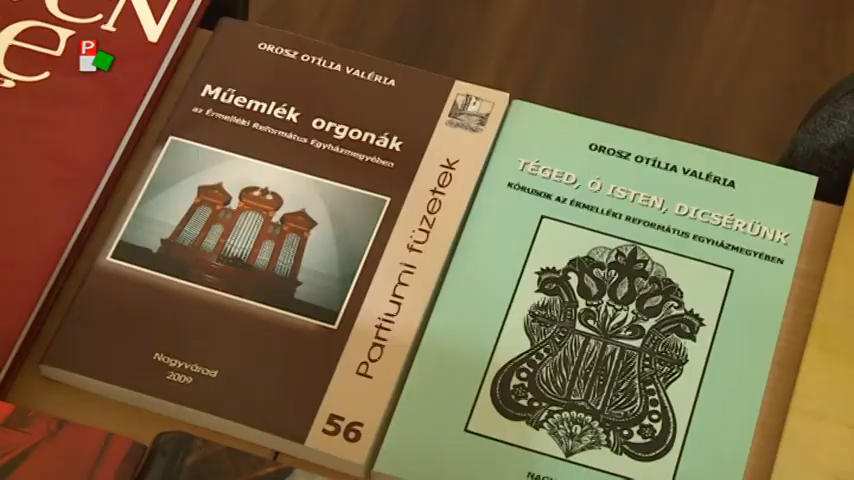 P
OROSZ OTÍLIA VALÉRIA
Műemlék orgonák
az Érmelléki Református Egyházmegyében
Partiumi füzetek
56
Nagyvárad
2009
OROSZ OTÍLIA VALÉRIA
TÉGED, Ó ISTEN, DICSÉRÜNK
KÓRUSOK AZ ÉRMELLÉKI REFORMÁTUS EGYHÁZMEGYÉBEN